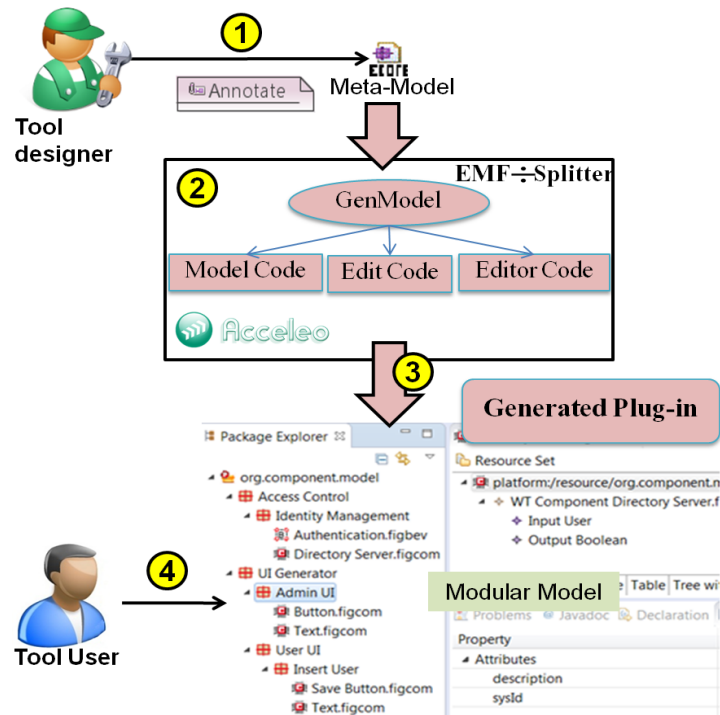 1
ECORE
Annotate
Meta-Model
Tool
designer
2
EMF÷Splitter
GenModel
Model Code
Edit Code
Editor Code
Acceleo
3
Generated Plug-in
Package Explorer
org.component.model
Access Control
Identity Management
Authentication.figbev
Directory Server.figcom
UI Generator
Admin UI
Button.figcom
Text.figcom
User UI
Insert User
Save Button.figcom
Text.figcom
Resource Set
platform:/resource/org.component.m
WT Component Directory Server.f
Input User
Output Boolean
Modular Model
e Table Tree wi
Problems Javadoc Declaration
Property
Attributes
description
sysId
4
Tool User